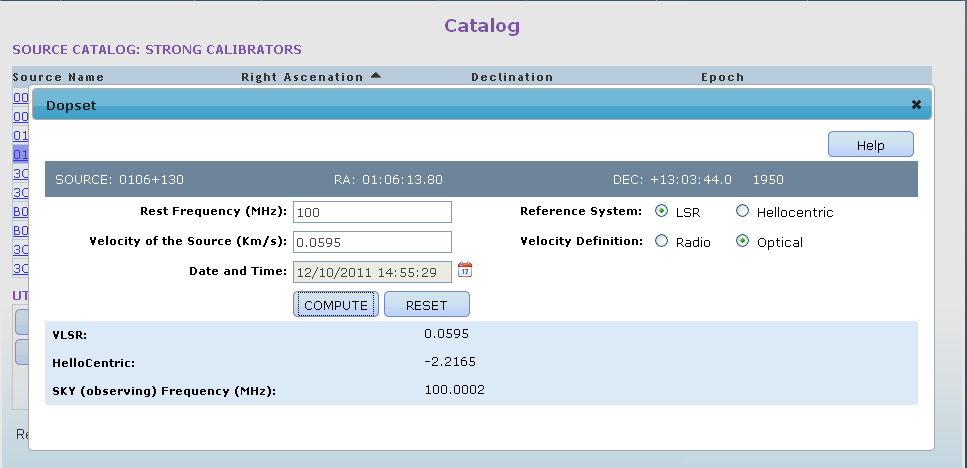 Catalog
SOURCE CATALOG: STRONG CALIBRATORS
Source Name Right Ascenation Declination Epoch
00
00
01
01
3C
3C
B0
B0
3C
3C
UT
Dopset
Help
SOURCE: 0106+130 RA: 01:06:13.80 DEC: +13:03:44.0 1950
Rest Frequency (MHz): 100 Reference System: LSR Hellocentric
Velocity of the Source (Km/s): 0.0595 Velocity Definition: Radio Optical
Date and Time: 12/10/2011 14:55:29 17
COMPUTE RESET
VLSR: 0.0595
HelloCentric: -2.2165
SKY (observing) Frequency (MHz): 100.0002
Re